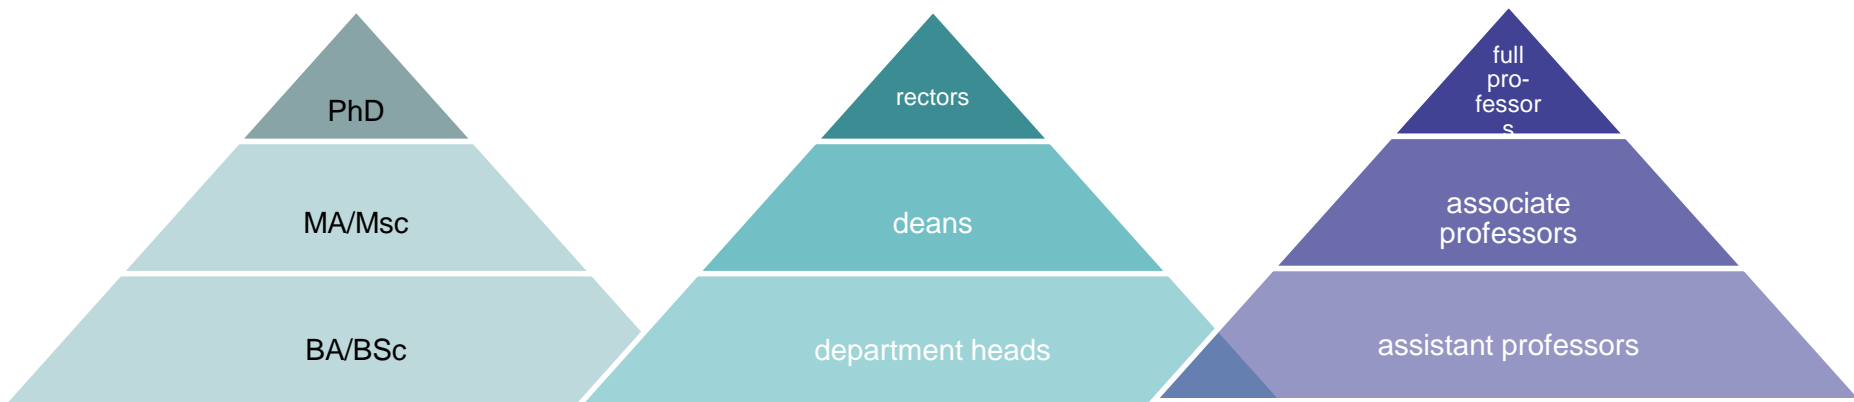 PhD
MA/Msc
BA/BSc
rectors
deans
department heads
full
pro-
fessor
s
associate
professors
assistant professors